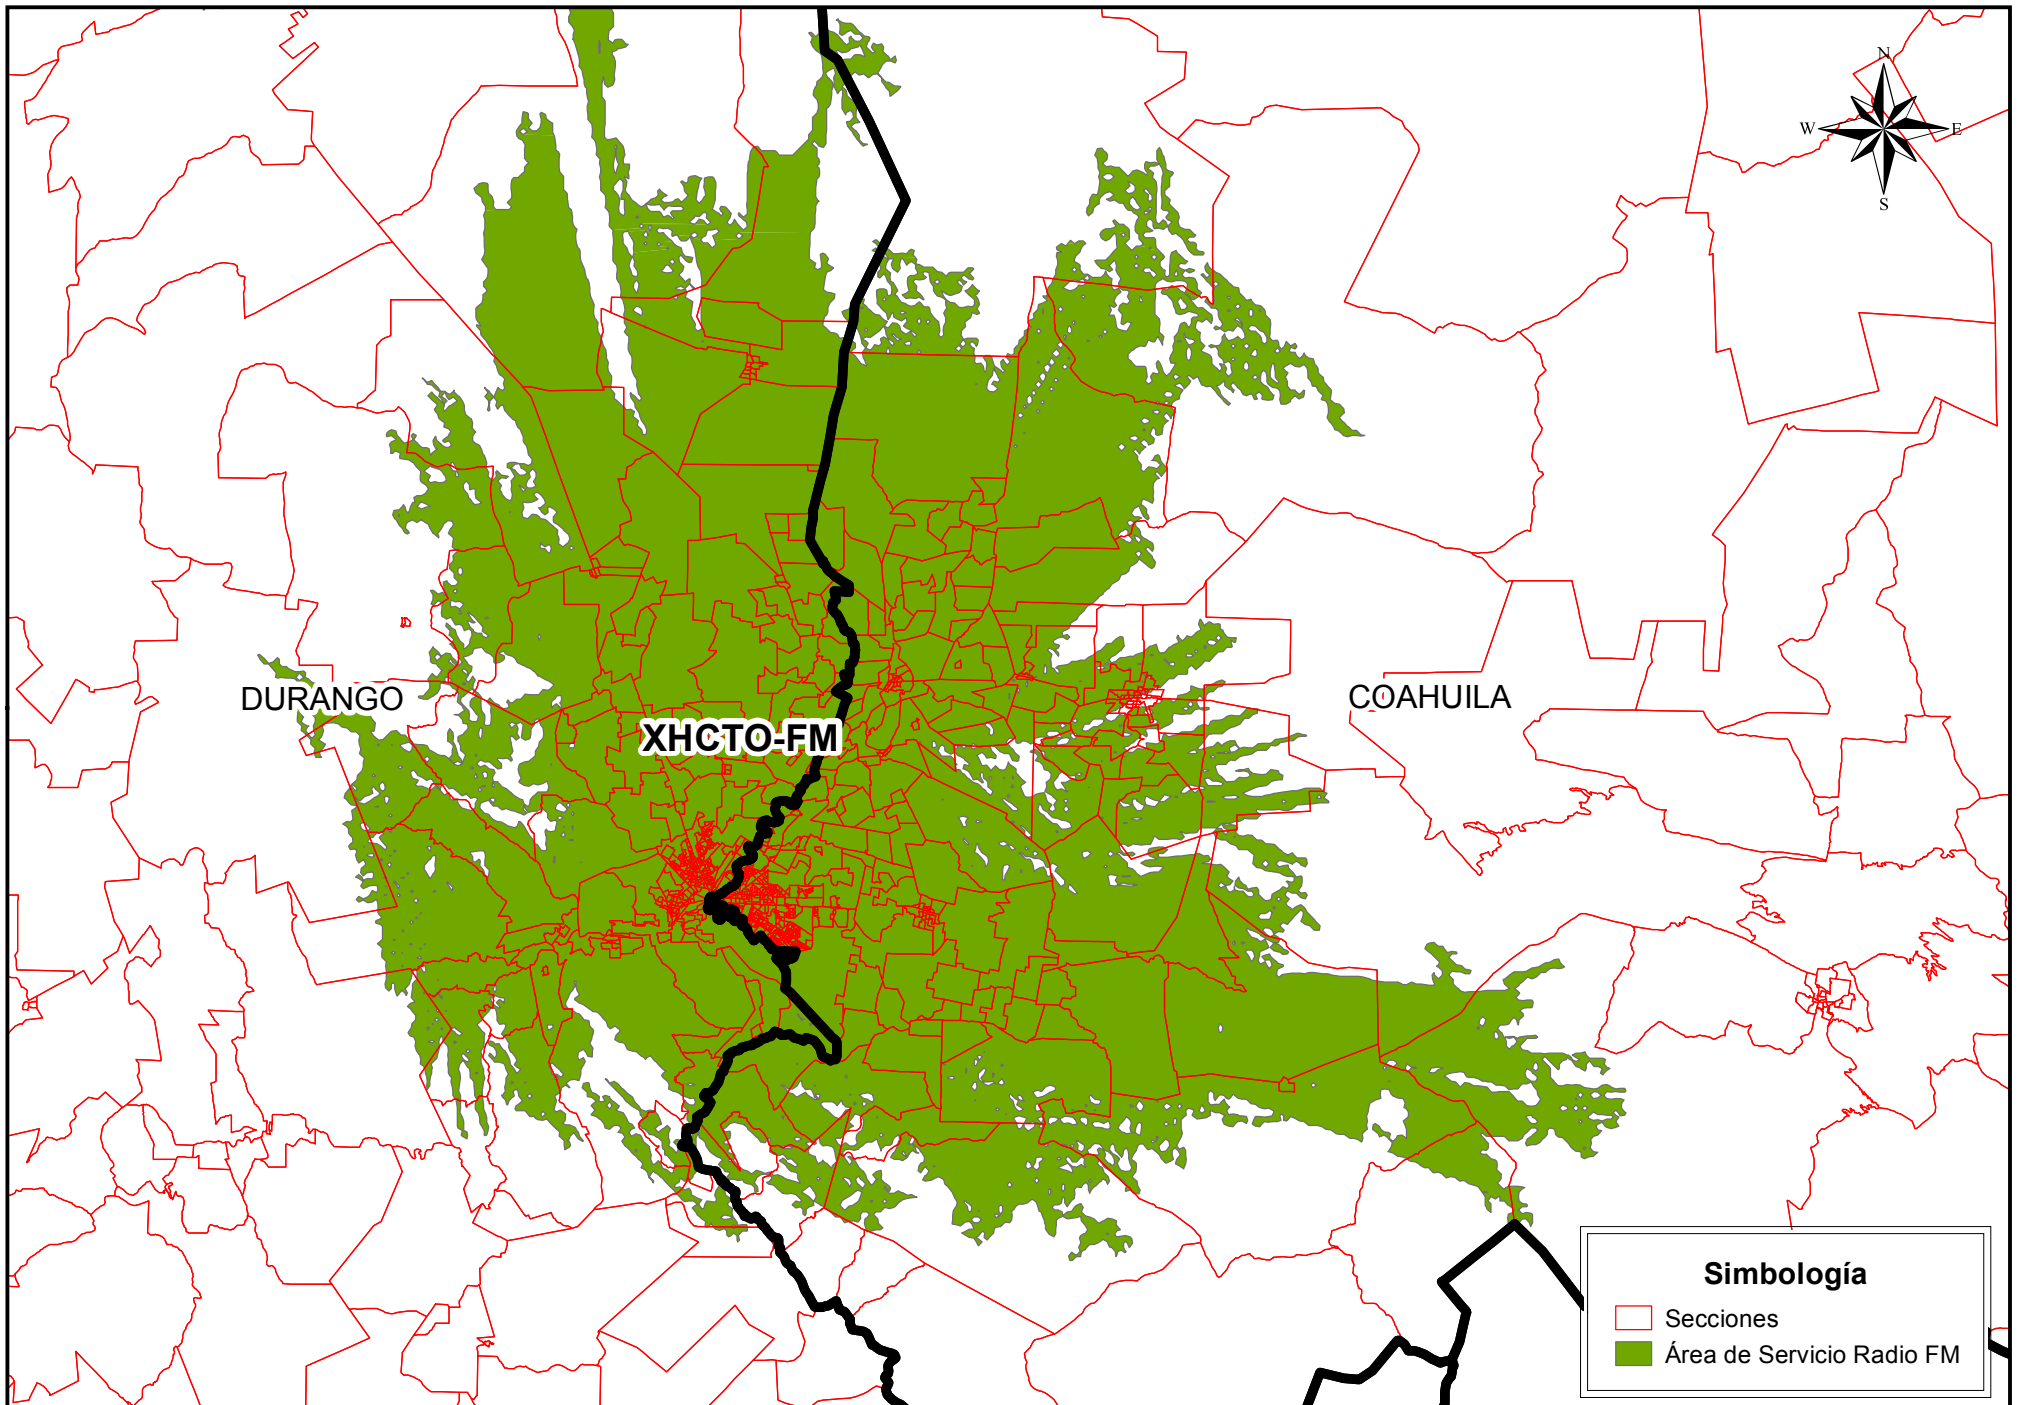 N
W E
S
DURANGO
COAHUILA
XHCTO-FM
Simbología
Secciones
Área de Servicio Radio FM